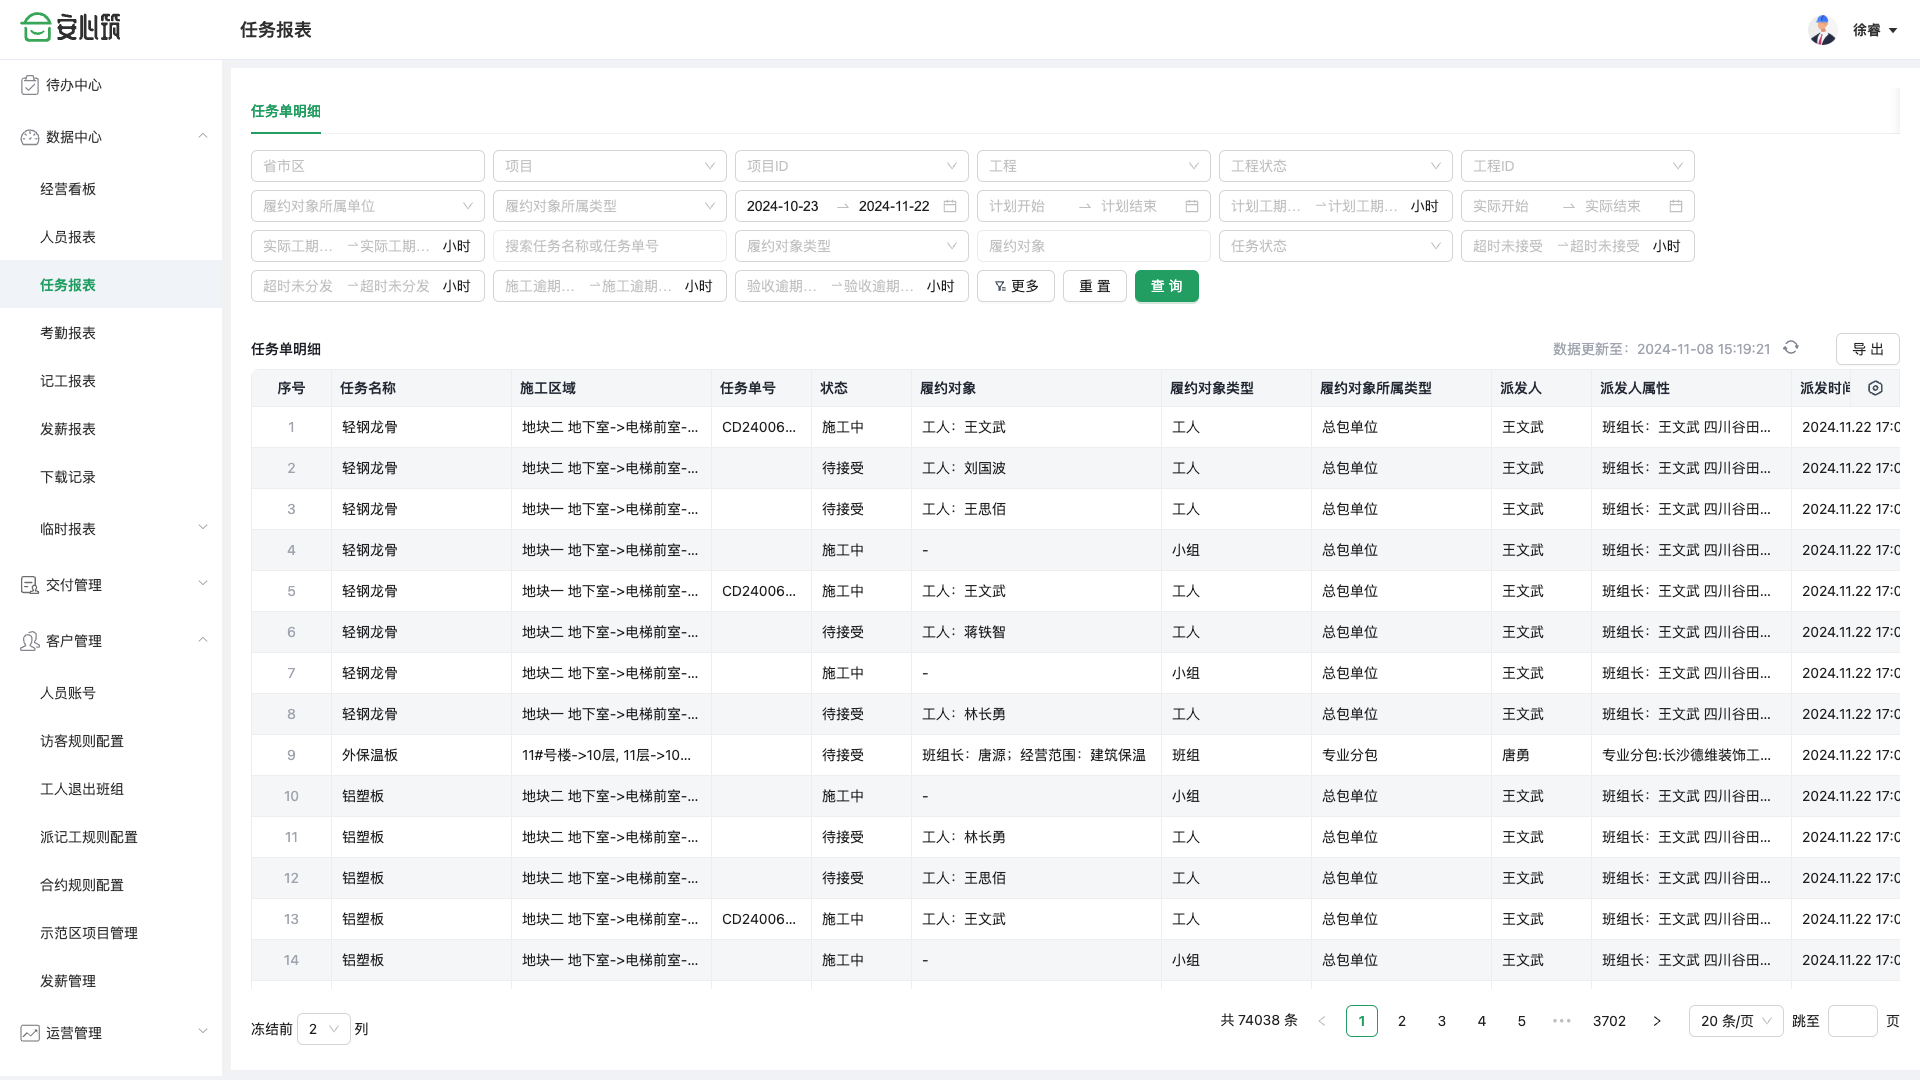 安心筑
任务报表
徐睿
待办中心
数据中心
经营看板
人员报表
任务报表
考勤报表
记工报表
发薪报表
下载记录
临时报表
交付管理
客户管理
人员账号
访客规则配置
工人退出班组
派记工规则配置
合约规则配置
示范区项目管理
发薪管理
运营管理
任务单明细
省市区 项目 项目ID 工程 工程状态 工程ID
履约对象所属单位 履约对象所属类型 2024-10-23 → 2024-11-22 计划开始 → 计划结束 计划工期... → 计划工期... 小时 实际开始 → 实际结束
实际工期... → 实际工期... 小时 搜索任务名称或任务单号 履约对象类型 履约对象 任务状态 超时未接受 → 超时未接受 小时
超时未分发 → 超时未分发 小时 施工逾期... → 施工逾期... 小时 验收逾期... → 验收逾期... 小时 更多 重 置 查 询
任务单明细 数据更新至：2024-11-08 15:19:21 导 出
序号 任务名称 施工区域 任务单号 状态 履约对象 履约对象类型 履约对象所属类型 派发人 派发人属性 派发时间
1 轻钢龙骨 地块二 地下室->电梯前室-... CD24006... 施工中 工人：王文武 工人 总包单位 王文武 班组长：王文武 四川谷田... 2024.11.22 17:0
2 轻钢龙骨 地块二 地下室->电梯前室-... 待接受 工人：刘国波 工人 总包单位 王文武 班组长：王文武 四川谷田... 2024.11.22 17:0
3 轻钢龙骨 地块一 地下室->电梯前室-... 待接受 工人：王思佰 工人 总包单位 王文武 班组长：王文武 四川谷田... 2024.11.22 17:0
4 轻钢龙骨 地块一 地下室->电梯前室-... 施工中 - 小组 总包单位 王文武 班组长：王文武 四川谷田... 2024.11.22 17:0
5 轻钢龙骨 地块一 地下室->电梯前室-... CD24006... 施工中 工人：王文武 工人 总包单位 王文武 班组长：王文武 四川谷田... 2024.11.22 17:0
6 轻钢龙骨 地块二 地下室->电梯前室-... 待接受 工人：蒋铁智 工人 总包单位 王文武 班组长：王文武 四川谷田... 2024.11.22 17:0
7 轻钢龙骨 地块二 地下室->电梯前室-... 施工中 - 小组 总包单位 王文武 班组长：王文武 四川谷田... 2024.11.22 17:0
8 轻钢龙骨 地块一 地下室->电梯前室-... 待接受 工人：林长勇 工人 总包单位 王文武 班组长：王文武 四川谷田... 2024.11.22 17:0
9 外保温板 11#号楼->10层, 11层->10... 待接受 班组长：唐源；经营范围：建筑保温 班组 专业分包 唐勇 专业分包:长沙德维装饰工... 2024.11.22 17:0
10 铝塑板 地块二 地下室->电梯前室-... 施工中 - 小组 总包单位 王文武 班组长：王文武 四川谷田... 2024.11.22 17:0
11 铝塑板 地块二 地下室->电梯前室-... 待接受 工人：林长勇 工人 总包单位 王文武 班组长：王文武 四川谷田... 2024.11.22 17:0
12 铝塑板 地块二 地下室->电梯前室-... 待接受 工人：王思佰 工人 总包单位 王文武 班组长：王文武 四川谷田... 2024.11.22 17:0
13 铝塑板 地块二 地下室->电梯前室-... CD24006... 施工中 工人：王文武 工人 总包单位 王文武 班组长：王文武 四川谷田... 2024.11.22 17:0
14 铝塑板 地块一 地下室->电梯前室-... 施工中 - 小组 总包单位 王文武 班组长：王文武 四川谷田... 2024.11.22 17:0
冻结前 2 列 共 74038 条 < 1 2 3 4 5 ••• 3702 > 20 条/页 跳至 页